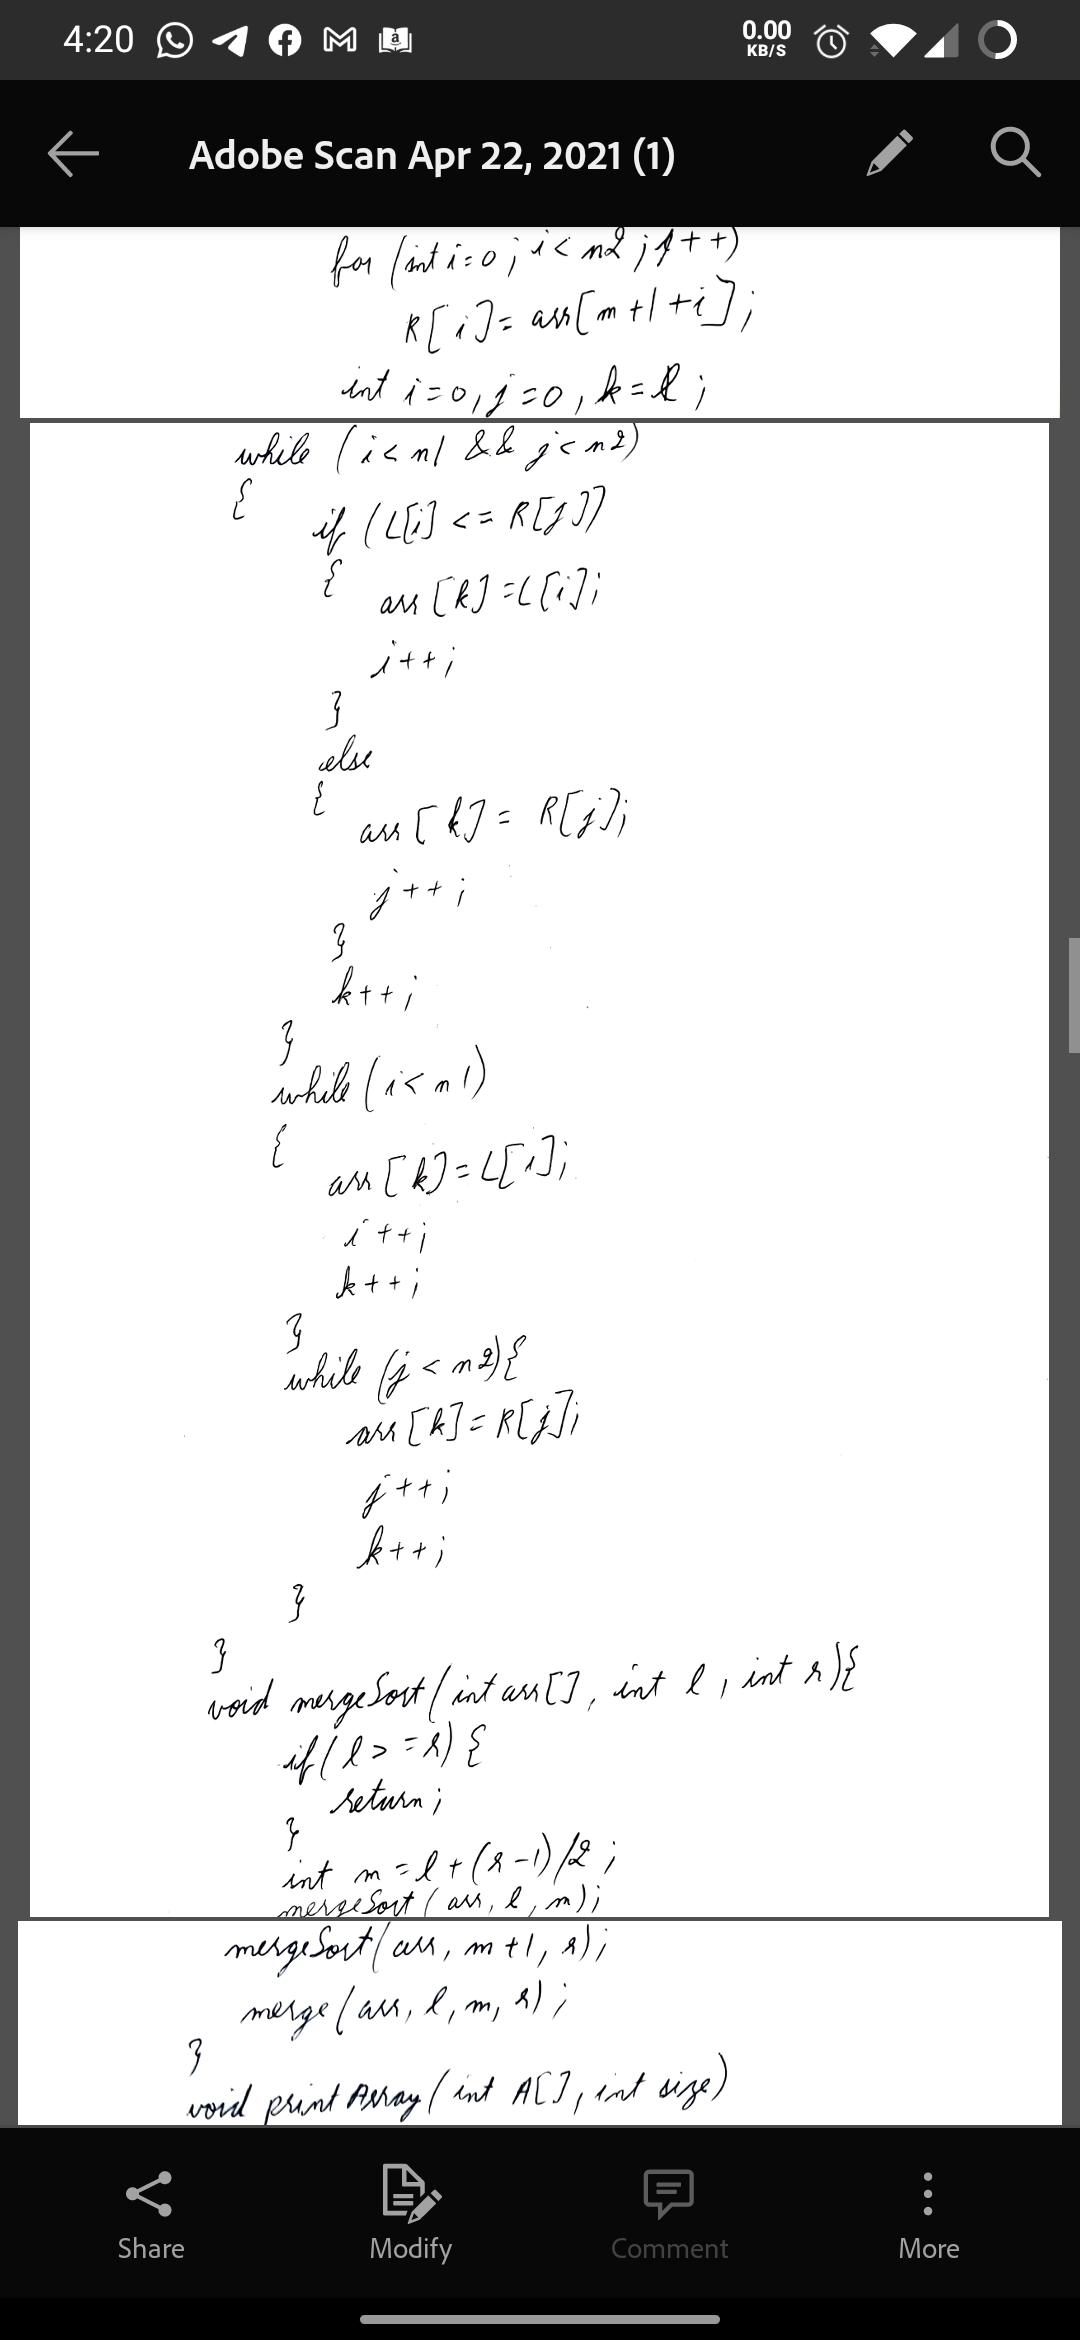 4:20
0.00
KB/S
Adobe Scan Apr 22, 2021 (1)
for (int i=0; i< n2; j++)
R[i]= arr[m+1+i];
int i=0, j=0, k=l;
while (i<n1 && j<n2)
{
if (L[i] <= R[j])
{
arr[k]=L[i];
i++;
}
else
{
arr[k] = R[j];
j++;
}
k++;
}
while (i<n1)
{
arr[k]=L[i];
i++;
k++;
}
while (j<n2){
arr[k]=R[j];
j++;
k++;
}
}
void mergeSort(int arr[], int l, int r){
if(l>=r){
return;
}
int m=l+(r-1)/2;
mergeSort(arr, l, m);
mergeSort(arr, m+1, r);
merge(arr, l, m, r);
}
void printArray(int A[], int size)
Share
Modify
Comment
More